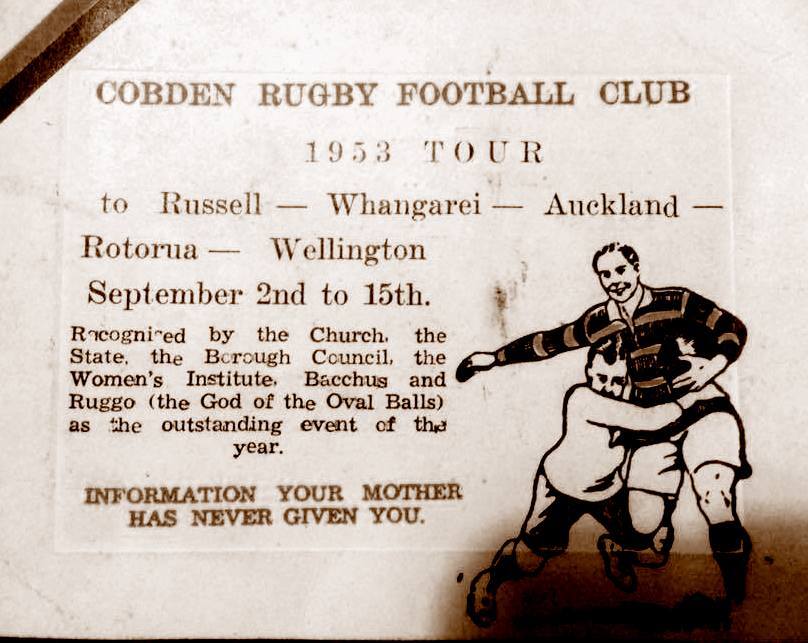 COBDEN RUGBY FOOTBALL CLUB
1953 TOUR
to Russell — Whangarei — Auckland —
Rotorua — Wellington
September 2nd to 15th.
Recognised by the Church, the
State, the Borough Council, the
Women's Institute, Bacchus and
Ruggo (the God of the Oval Balls)
as the outstanding event of the
year.
INFORMATION YOUR MOTHER
HAS NEVER GIVEN YOU.